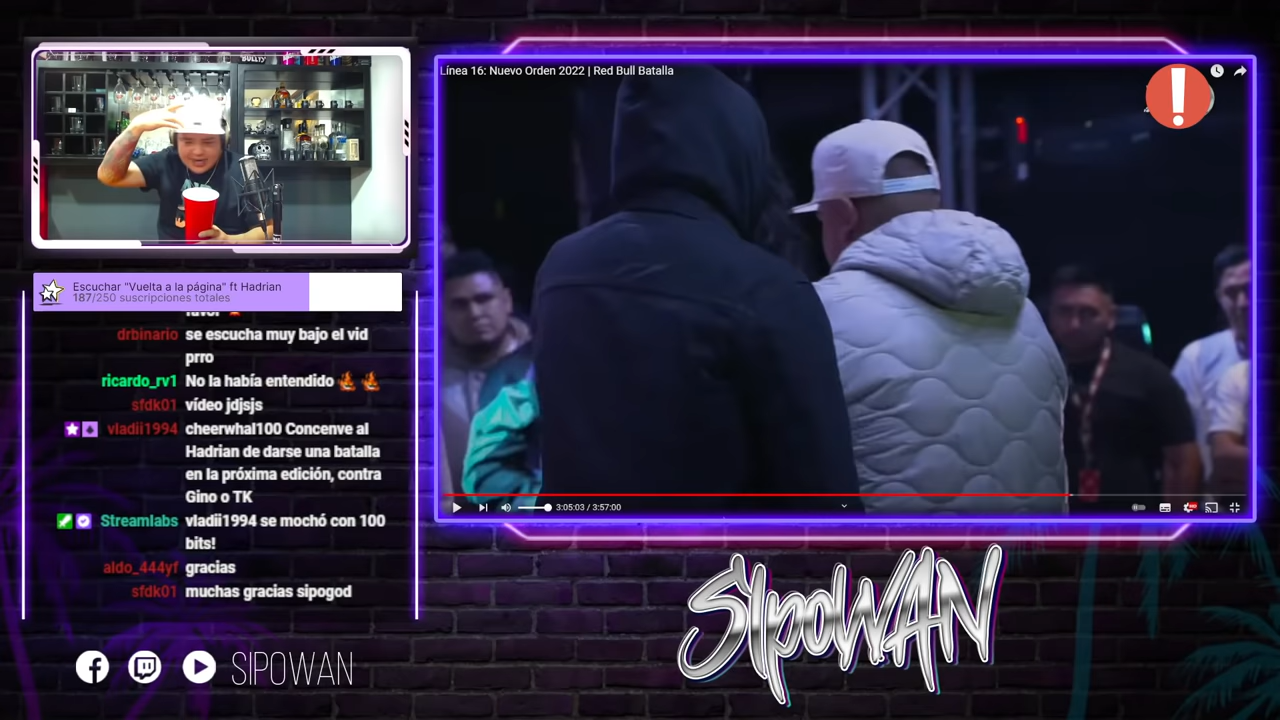 BULLY
Escuchar "Vuelta a la página" ft Hadrian
187/250 suscripciones totales
favor
drbinario se escucha muy bajo el vid
prro
ricardo_rv1 No la había entendido
sfdk01 vídeo jdjsjs
vladii1994 cheerwhal100 Concenve al
Hadrian de darse una batalla
en la próxima edición, contra
Gino o TK
Streamlabs vladii1994 se mochó con 100
bits!
aldo_444yf gracias
sfdk01 muchas gracias sipogod
SIPOWAN
Línea 16: Nuevo Orden 2022 | Red Bull Batalla
!
3:05:03 / 3:57:00
SIPOWAN